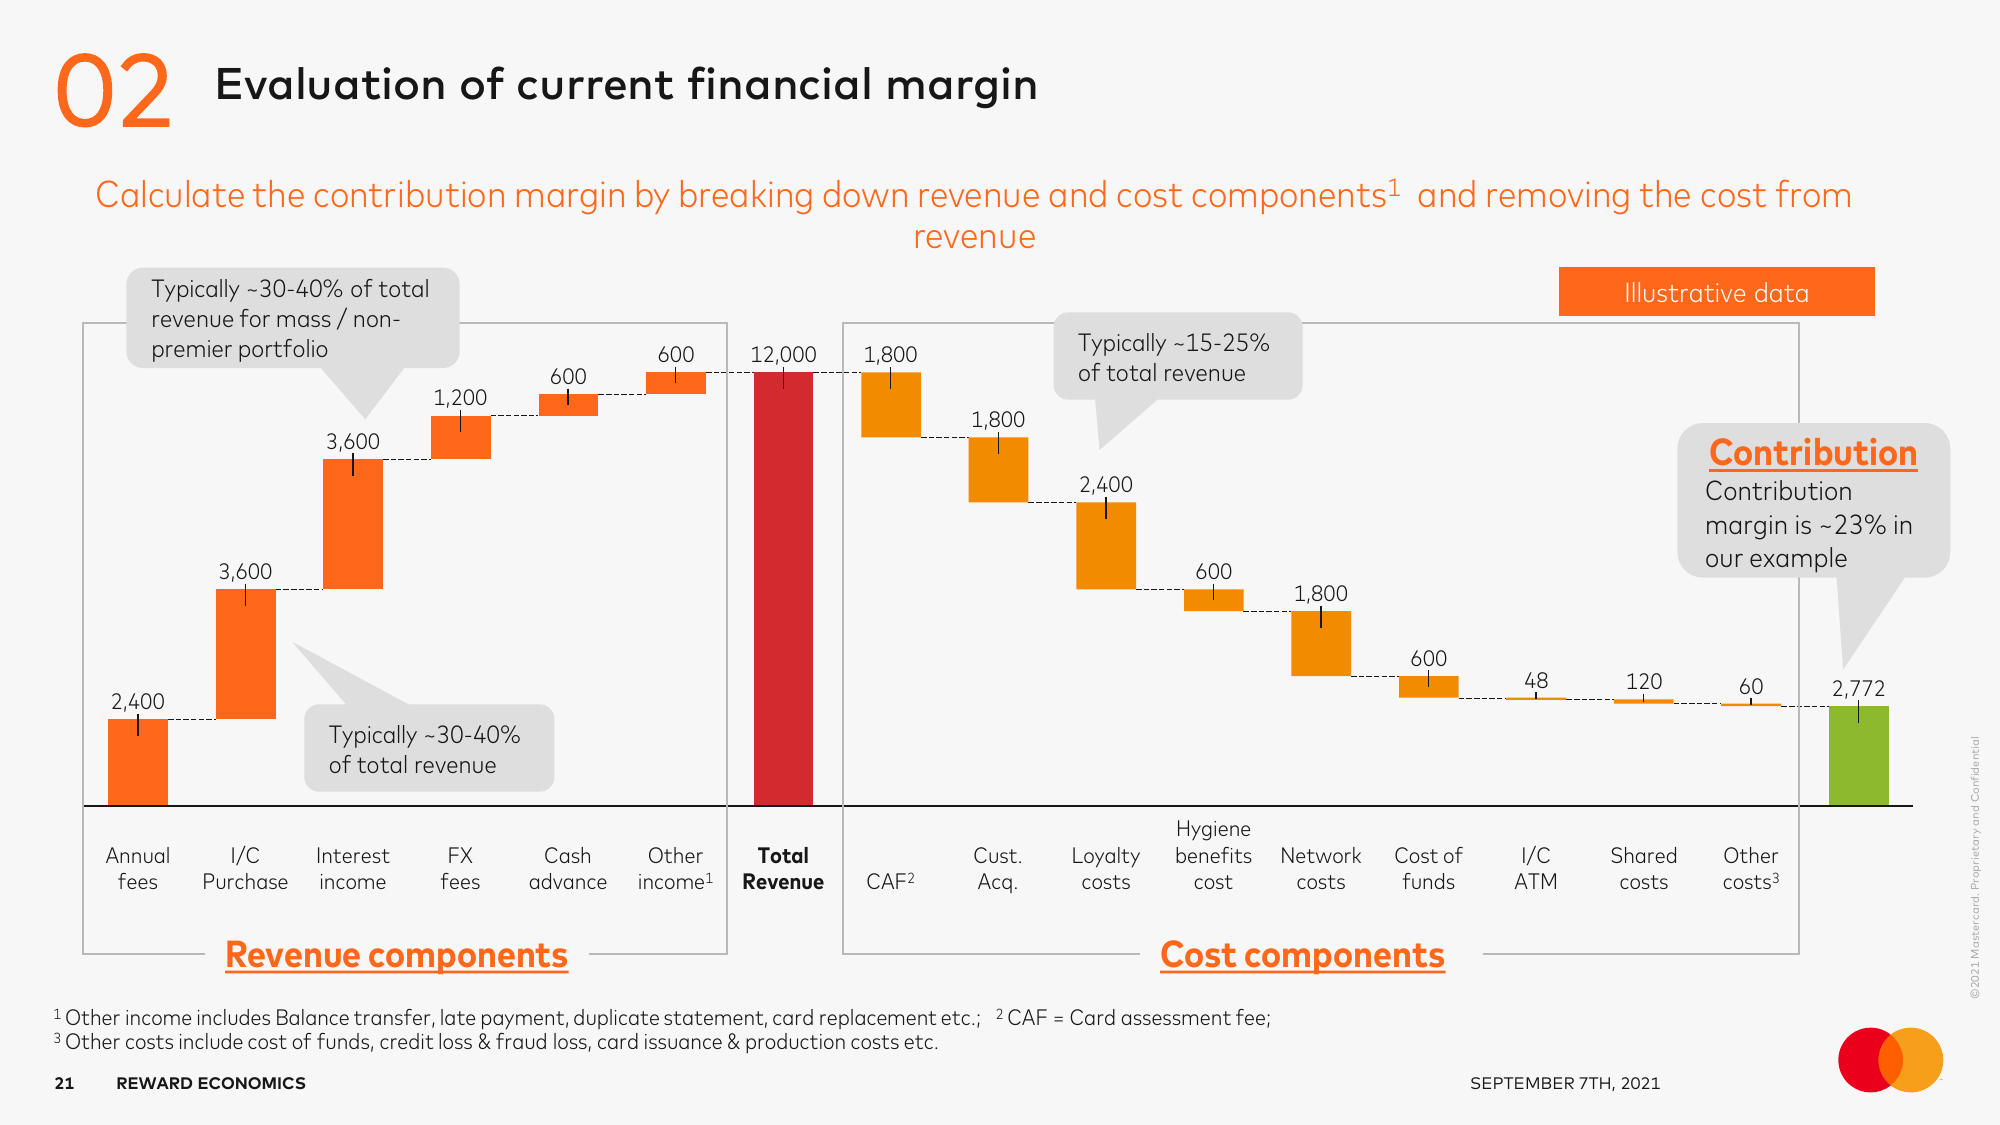 02
Evaluation of current financial margin
Calculate the contribution margin by breaking down revenue and cost components¹ and removing the cost from
revenue
Illustrative data
Typically ~30-40% of total
revenue for mass / non-
premier portfolio
Typically ~15-25%
of total revenue
Contribution
Contribution
margin is ~23% in
our example
Typically ~30-40%
of total revenue
2,400
3,600
3,600
1,200
600
600
12,000
1,800
1,800
2,400
600
1,800
600
48
120
60
2,772
Annual
fees
I/C
Purchase
Interest
income
FX
fees
Cash
advance
Other
income¹
Total
Revenue
CAF²
Cust.
Acq.
Loyalty
costs
Hygiene
benefits
cost
Network
costs
Cost of
funds
I/C
ATM
Shared
costs
Other
costs³
Revenue components
Cost components
¹ Other income includes Balance transfer, late payment, duplicate statement, card replacement etc.; ² CAF = Card assessment fee;
³ Other costs include cost of funds, credit loss & fraud loss, card issuance & production costs etc.
21 REWARD ECONOMICS
SEPTEMBER 7TH, 2021
©2021 Mastercard. Proprietary and Confidential